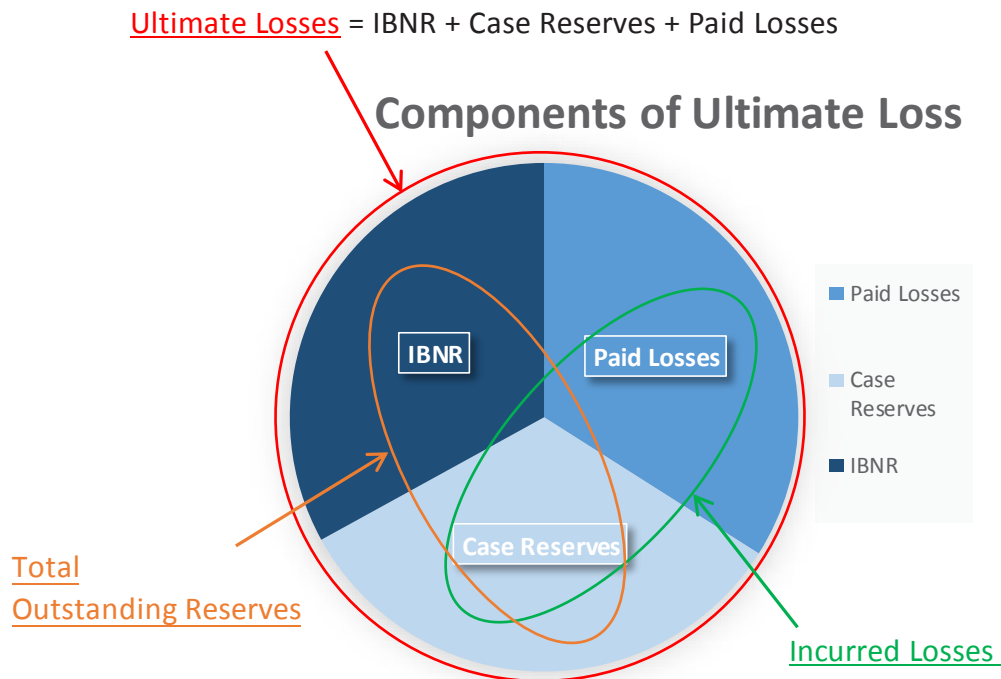 Ultimate Losses = IBNR + Case Reserves + Paid Losses
Components of Ultimate Loss
IBNR
Paid Losses
Case Reserves
Paid Losses
Case
Reserves
IBNR
Total
Outstanding Reserves
Incurred Losses